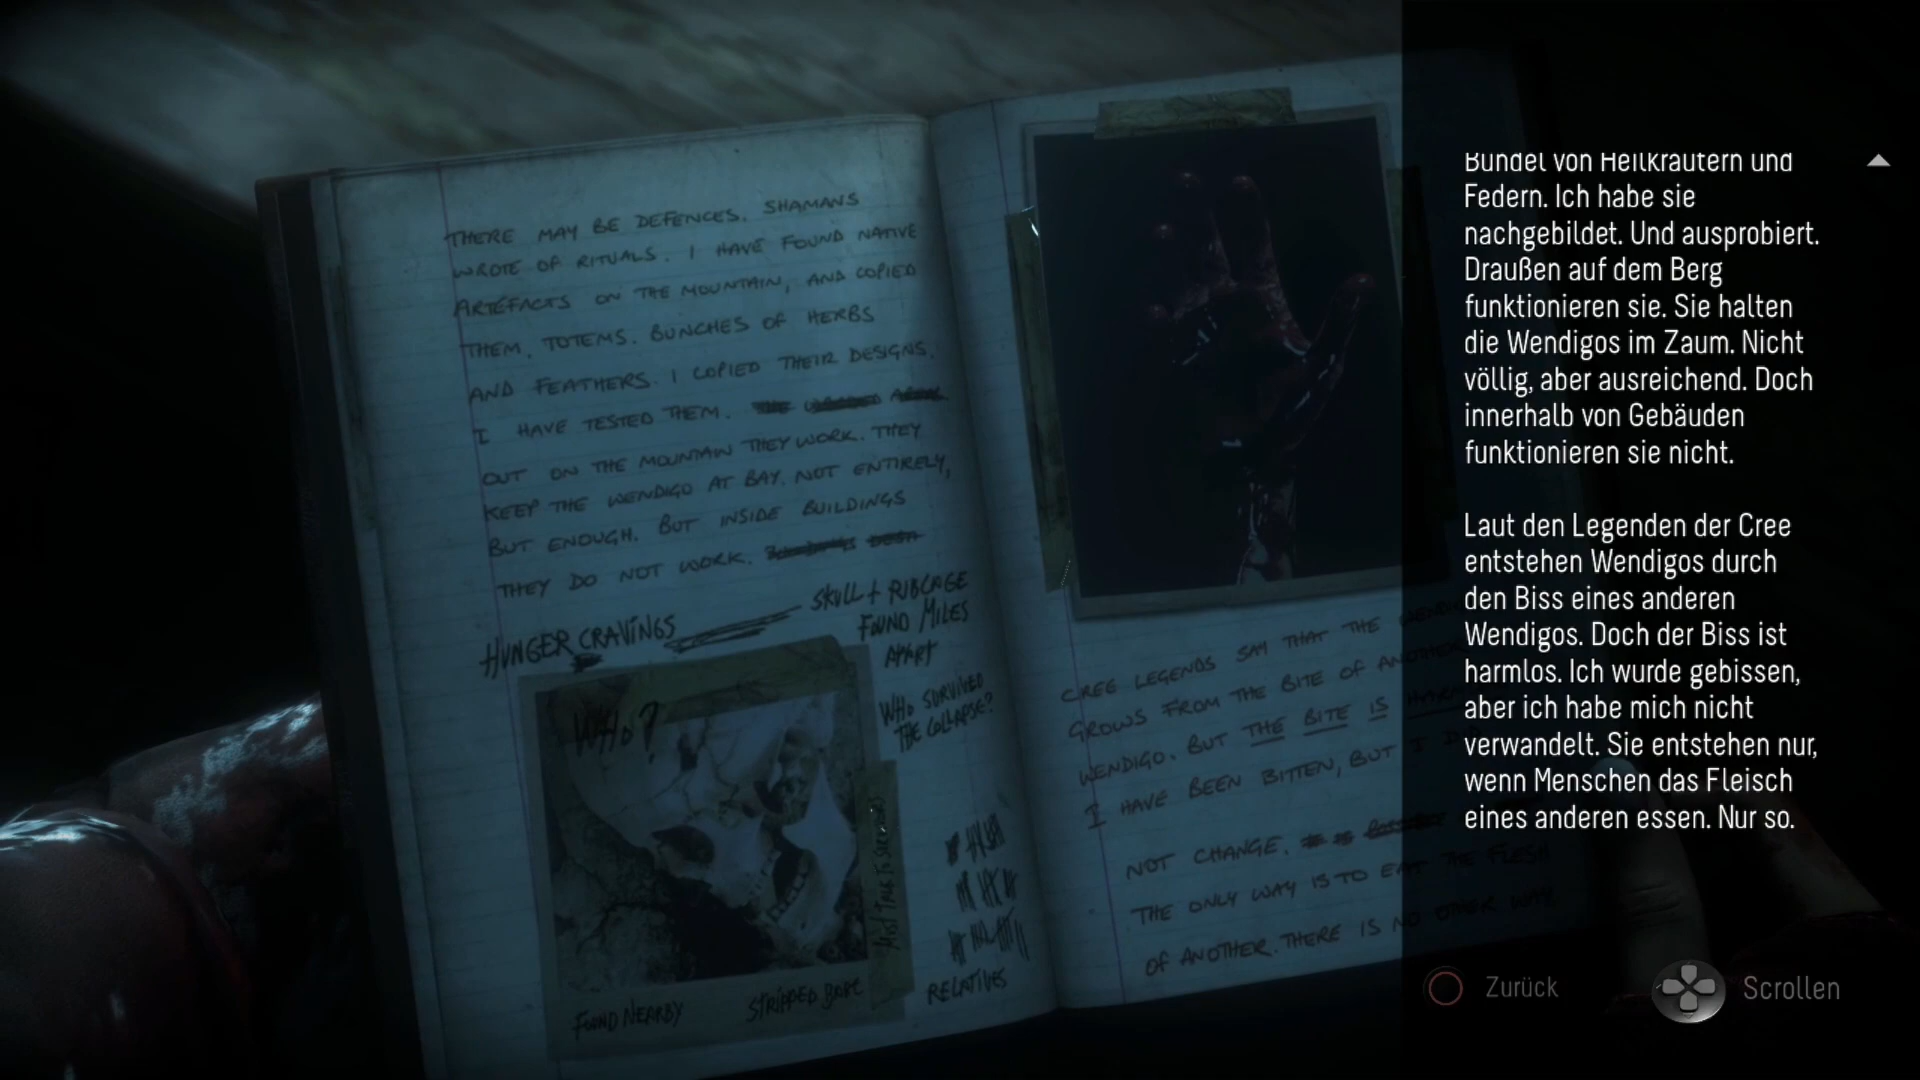 THERE MAY BE DEFENCES. SHAMANS
WROTE OF RITUALS. I HAVE FOUND NATIVE
ARTEFACTS ON THE MOUNTAIN, AND COPIED
THEM. TOTEMS. BUNCHES OF HERBS
AND FEATHERS. I COPIED THEIR DESIGNS.
I HAVE TESTED THEM.
OUT ON THE MOUNTAIN THEY WORK. THEY
KEEP THE WENDIGO AT BAY. NOT ENTIRELY,
BUT ENOUGH. BUT INSIDE BUILDINGS
THEY DO NOT WORK.
HUNGER CRAVINGS
SKULL + RIBCAGE
FOUND MILES
APART
WHO SURVIVED
THE COLLAPSE?
WHO?
RELATIVES
FOUND NEARBY
STRIPPED BARE
CREE LEGENDS SAY THAT THE
GROWS FROM THE BITE OF ANOTHER
WENDIGO. BUT THE BITE IS
I HAVE BEEN BITTEN, BUT I
NOT CHANGE.
THE ONLY WAY IS TO EAT THE FLESH
OF ANOTHER. THERE IS NO OTHER WAY.
Bündel von Heilkräutern und
Federn. Ich habe sie
nachgebildet. Und ausprobiert.
Draußen auf dem Berg
funktionieren sie. Sie halten
die Wendigos im Zaum. Nicht
völlig, aber ausreichend. Doch
innerhalb von Gebäuden
funktionieren sie nicht.
Laut den Legenden der Cree
entstehen Wendigos durch
den Biss eines anderen
Wendigos. Doch der Biss ist
harmlos. Ich wurde gebissen,
aber ich habe mich nicht
verwandelt. Sie entstehen nur,
wenn Menschen das Fleisch
eines anderen essen. Nur so.
Zurück
Scrollen